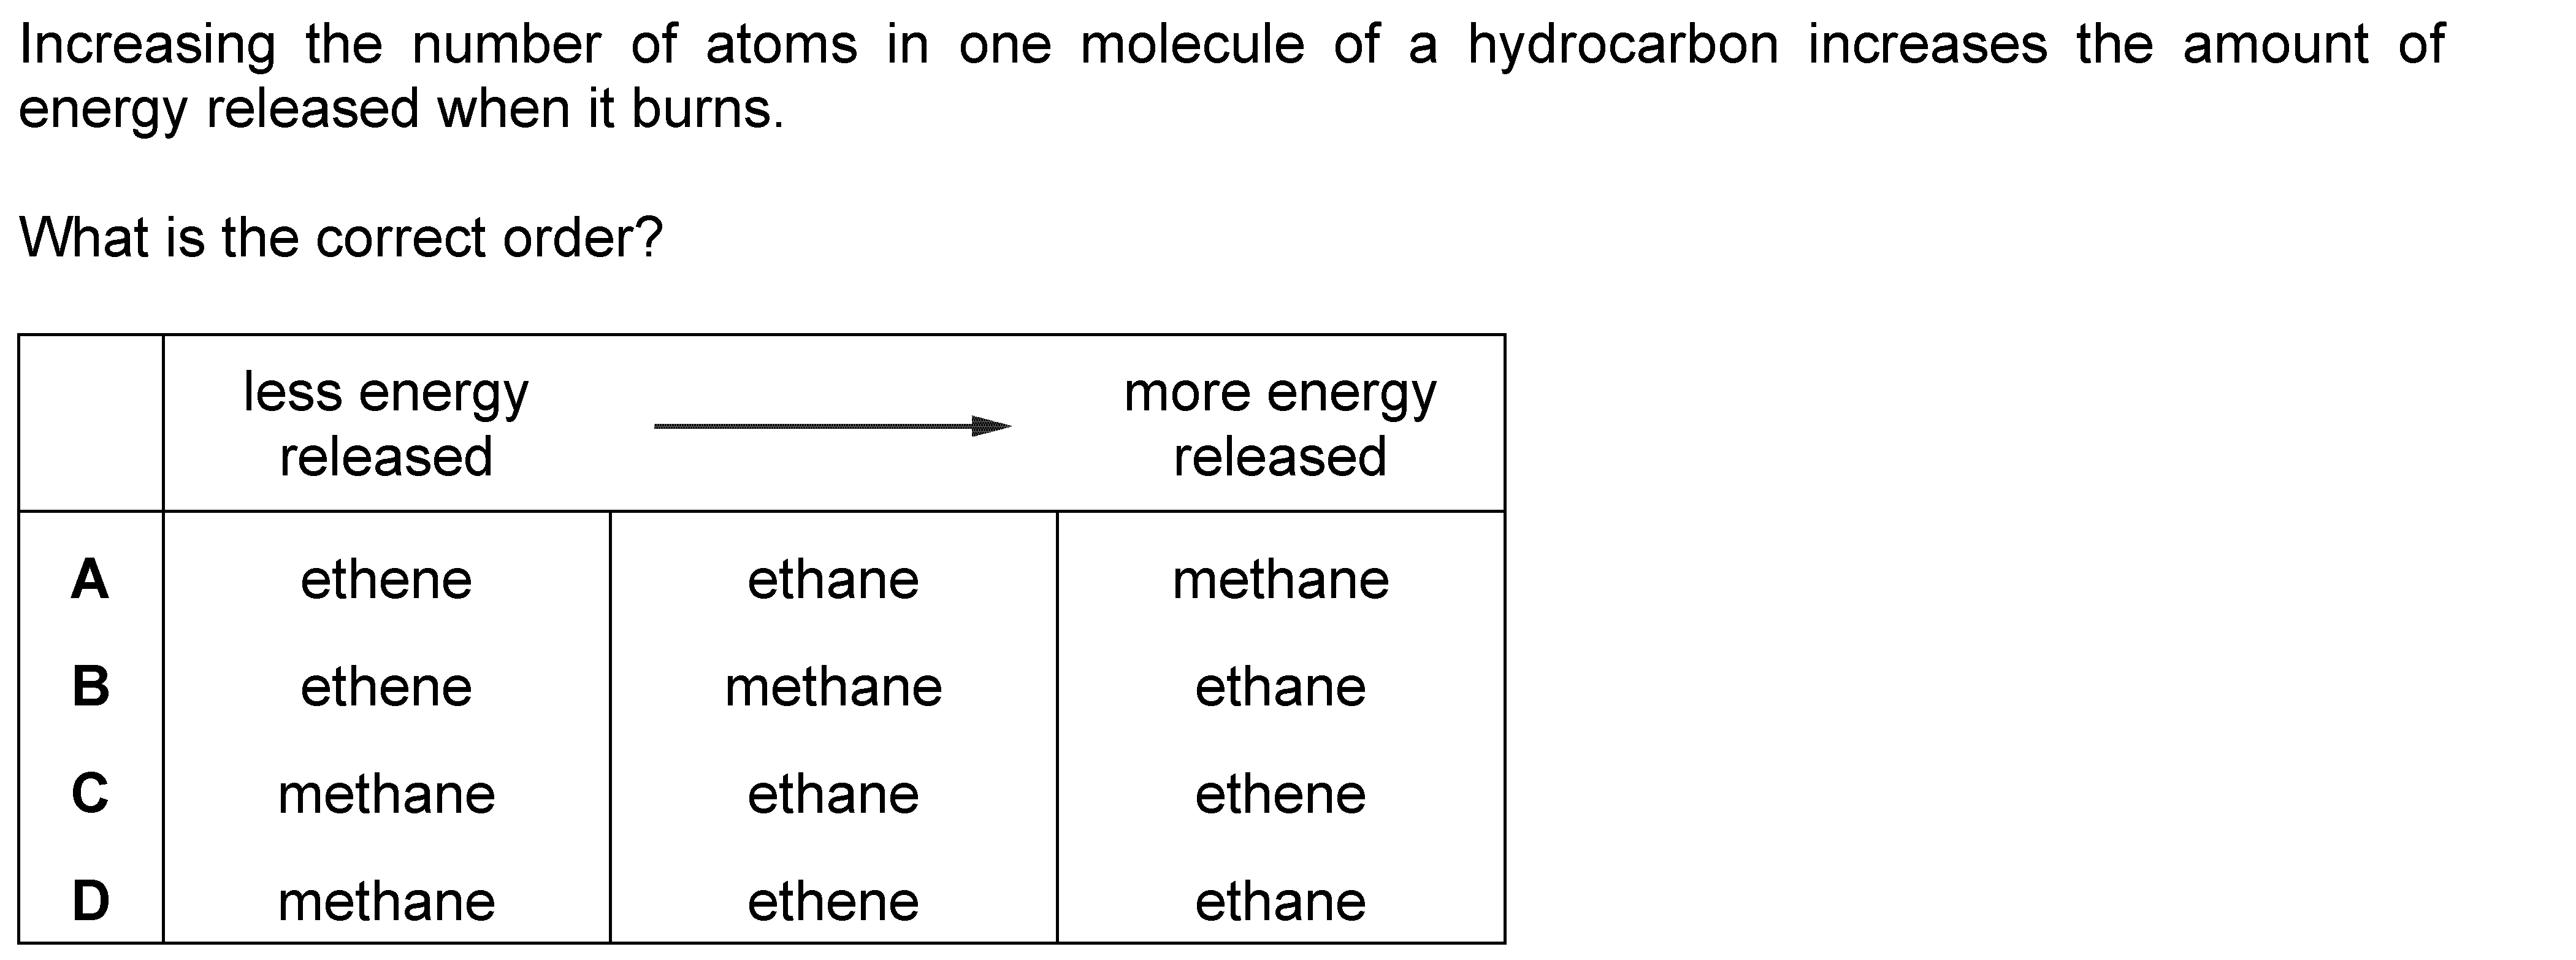 Increasing the number of atoms in one molecule of a hydrocarbon increases the amount of
energy released when it burns.
What is the correct order?
less energy more energy
released released
A ethene ethane methane
B ethene methane ethane
C methane ethane ethene
D methane ethene ethane